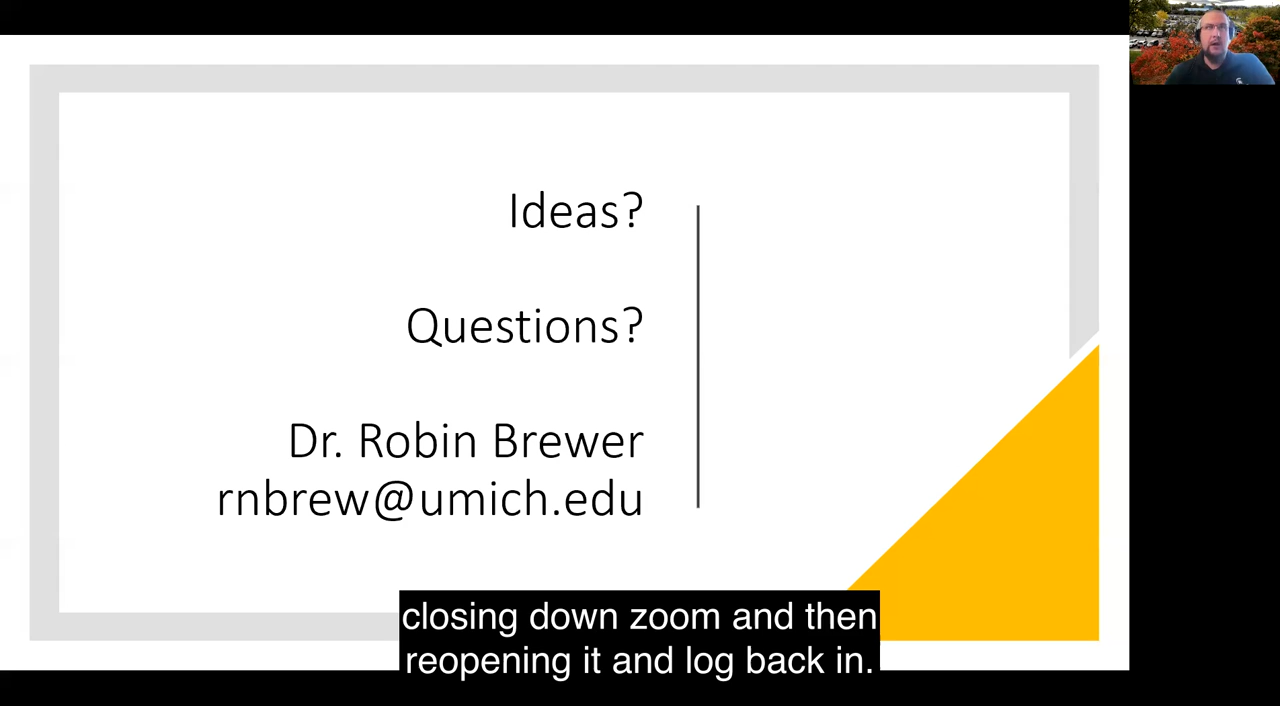 Ideas?
Questions?
Dr. Robin Brewer
rnbrew@umich.edu
closing down zoom and then
reopening it and log back in.